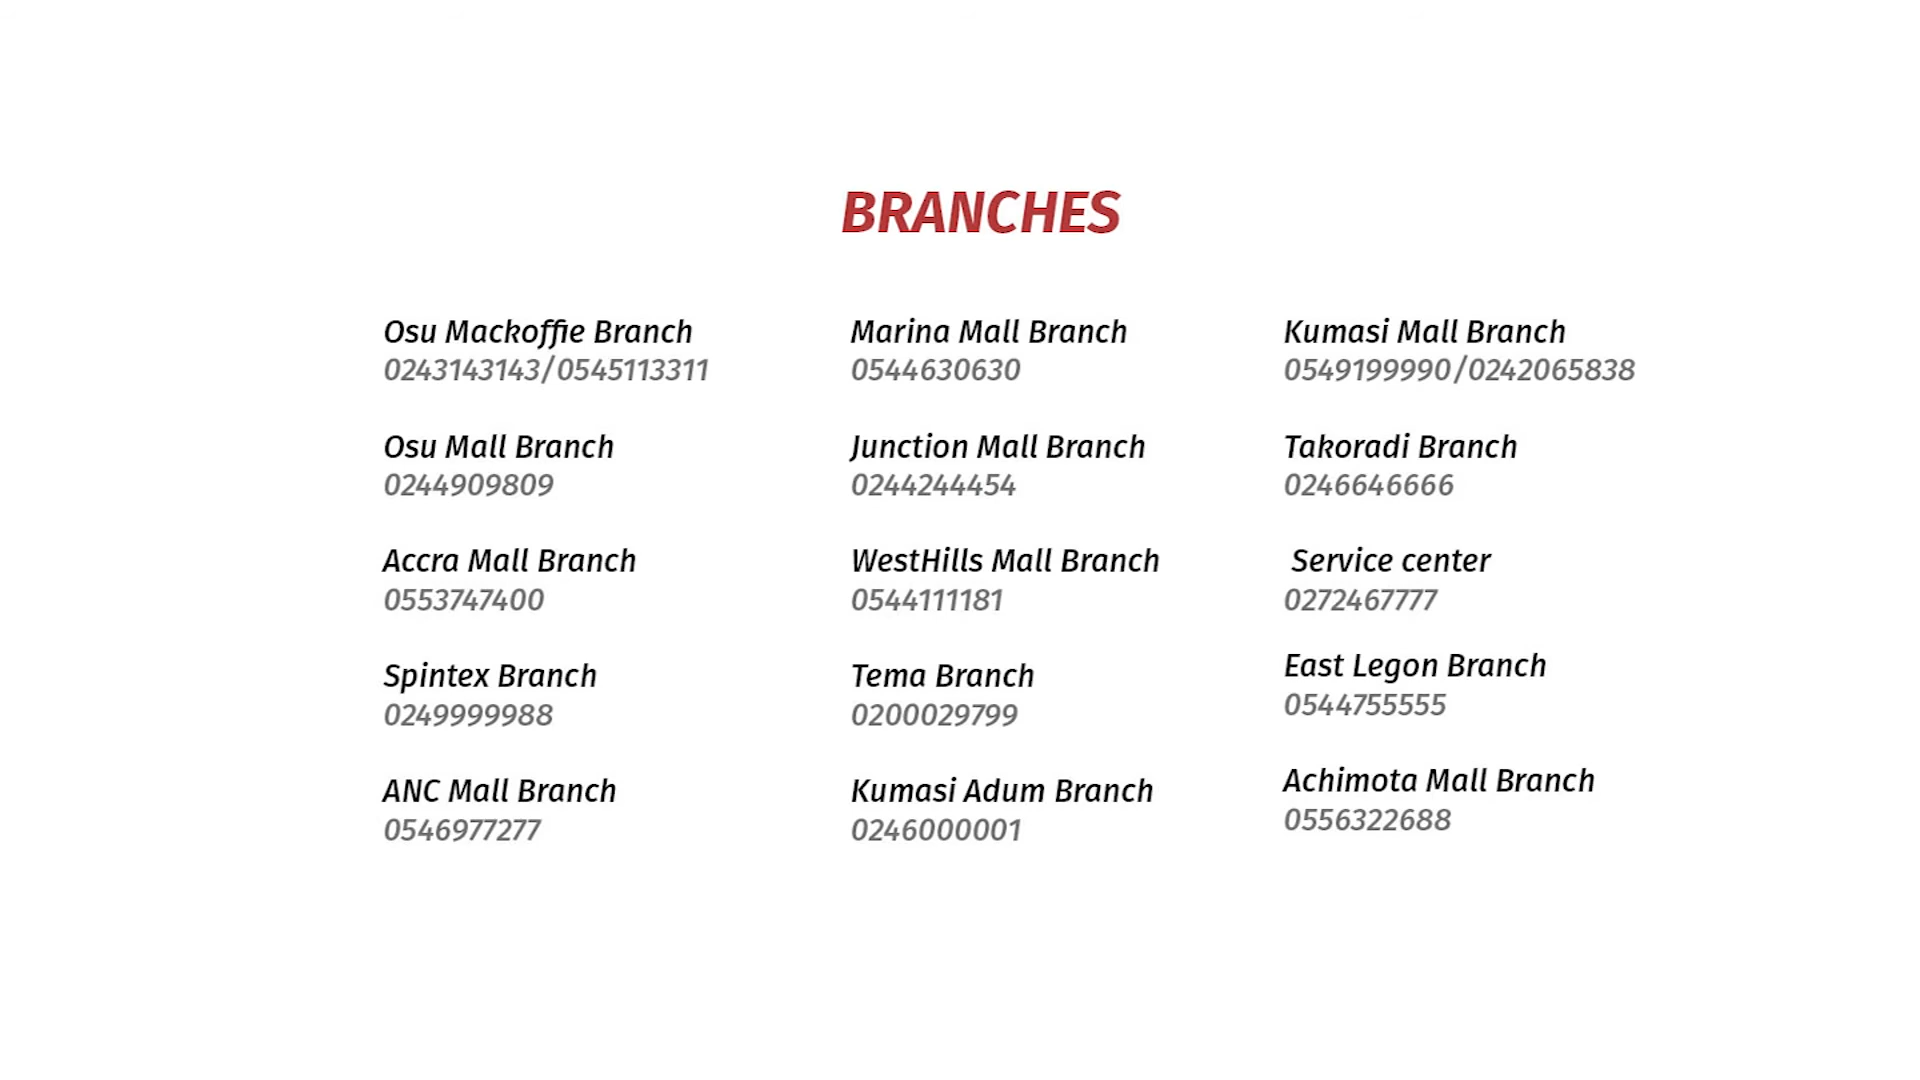 BRANCHES
Osu Mackoffie Branch
0243143143/0545113311
Osu Mall Branch
0244909809
Accra Mall Branch
0553747400
Spintex Branch
0249999988
ANC Mall Branch
0546977277
Marina Mall Branch
0544630630
Junction Mall Branch
0244244454
WestHills Mall Branch
0544111181
Tema Branch
0200029799
Kumasi Adum Branch
0246000001
Kumasi Mall Branch
0549199990/0242065838
Takoradi Branch
0246646666
Service center
0272467777
East Legon Branch
0544755555
Achimota Mall Branch
0556322688